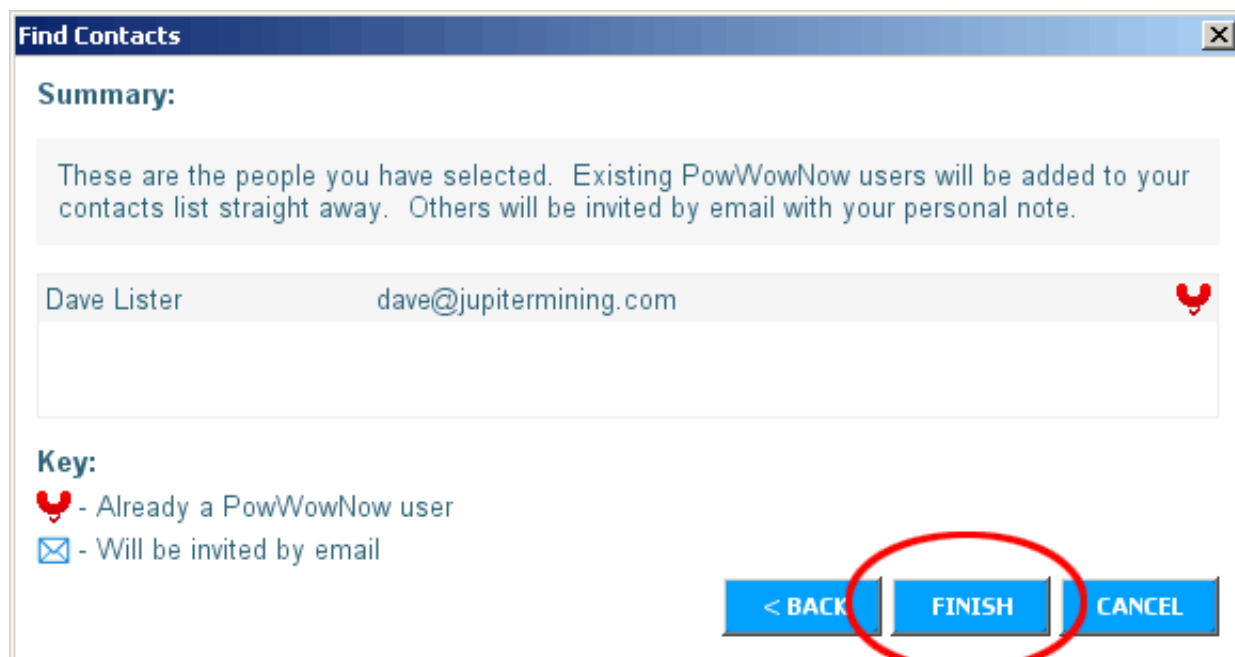 Find Contacts
Summary:
These are the people you have selected. Existing PowWowNow users will be added to your
contacts list straight away. Others will be invited by email with your personal note.
Dave Lister dave@jupitermining.com
Key:
- Already a PowWowNow user
- Will be invited by email
< BACK FINISH CANCEL